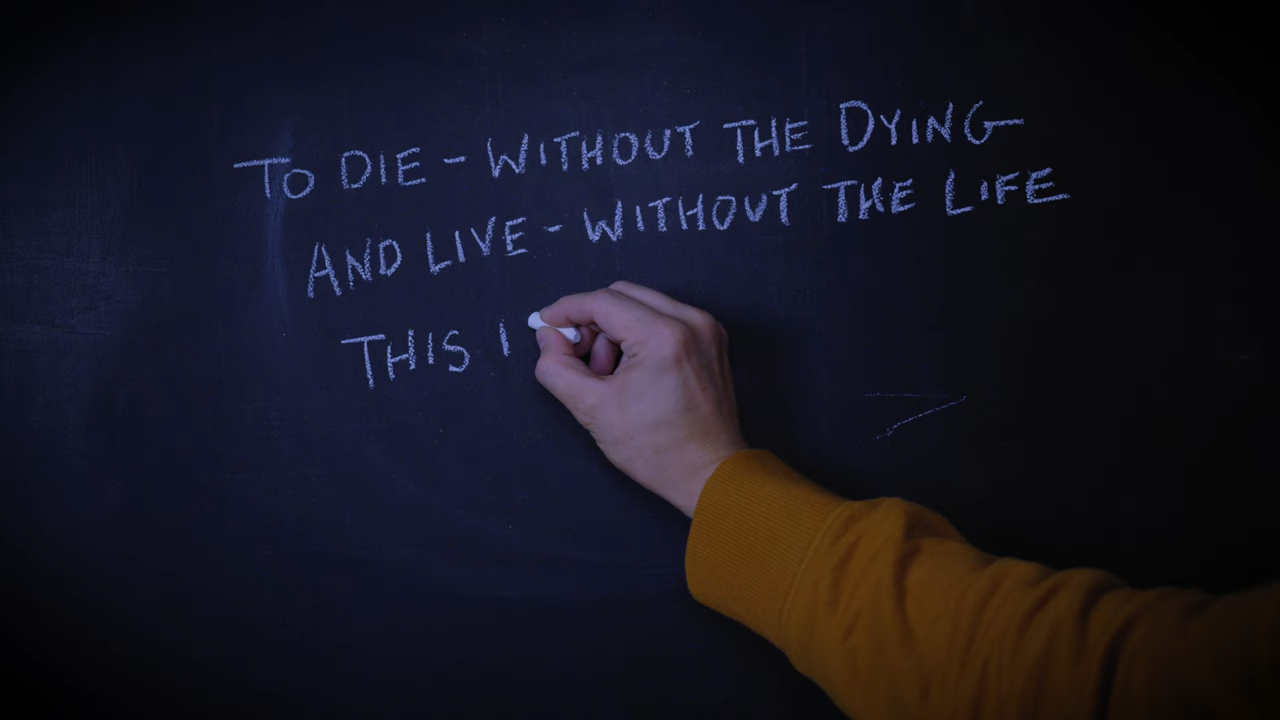 TO DIE - WITHOUT THE DYING
AND LIVE - WITHOUT THE LIFE
THIS I